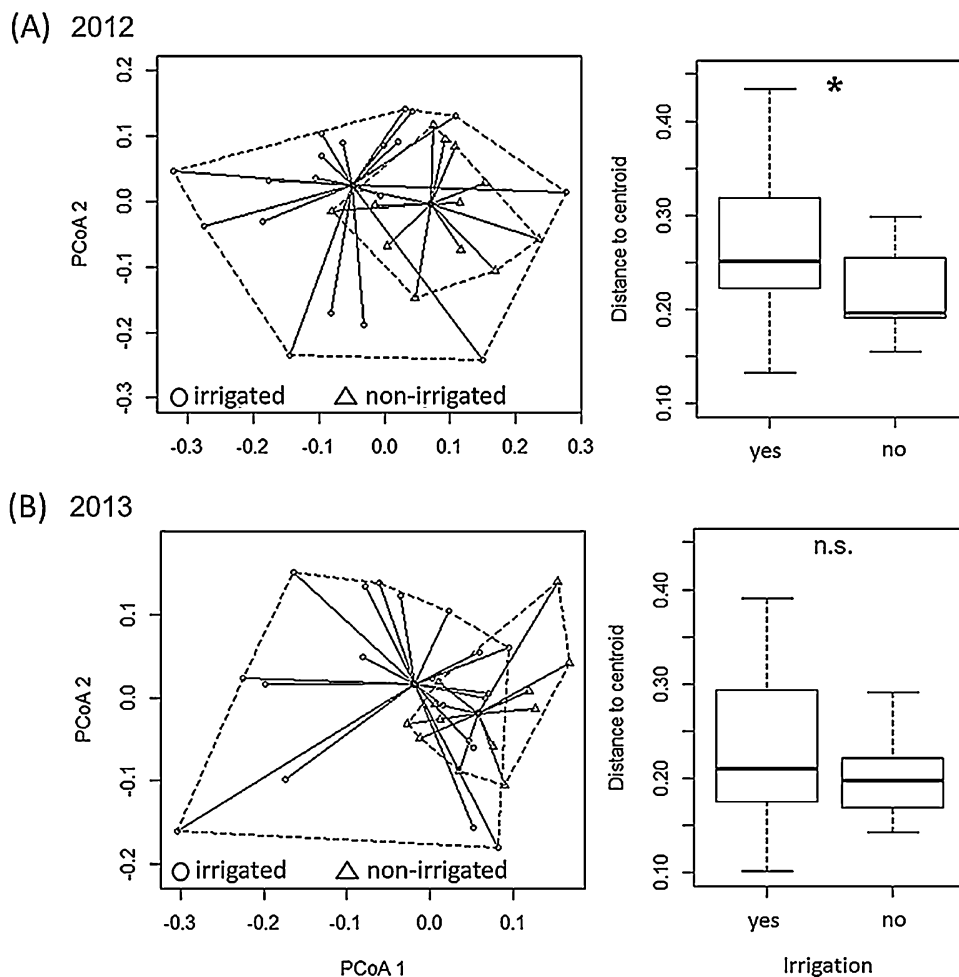 (A) 2012
0.2
0.1
0.0
-0.1
-0.2
-0.3
PCoA 2
-0.3 -0.2 -0.1 0.0 0.1 0.2 0.3
○ irrigated △ non-irrigated
*
0.40
0.30
0.20
0.10
Distance to centroid
yes no
(B) 2013
0.1
0.0
-0.1
-0.2
PCoA 2
-0.3 -0.2 -0.1 0.0 0.1
PCoA 1
○ irrigated △ non-irrigated
n.s.
0.40
0.30
0.20
0.10
Distance to centroid
yes no
Irrigation